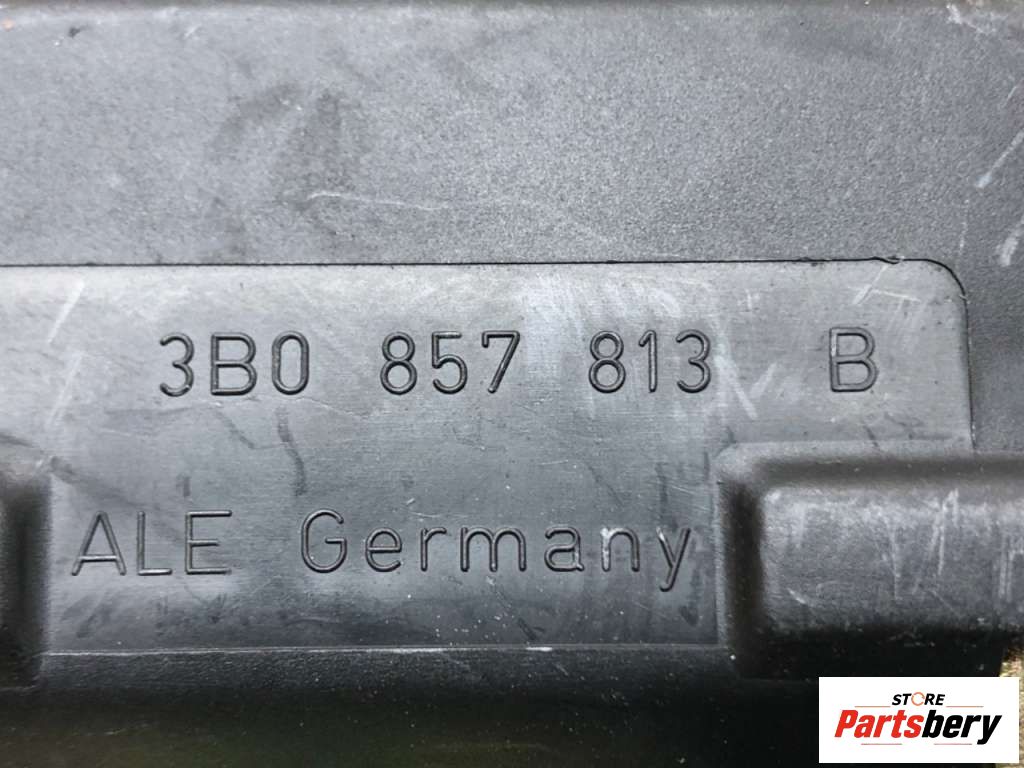 3B0 857 813 B
ALE Germany
STORE
Partsbery